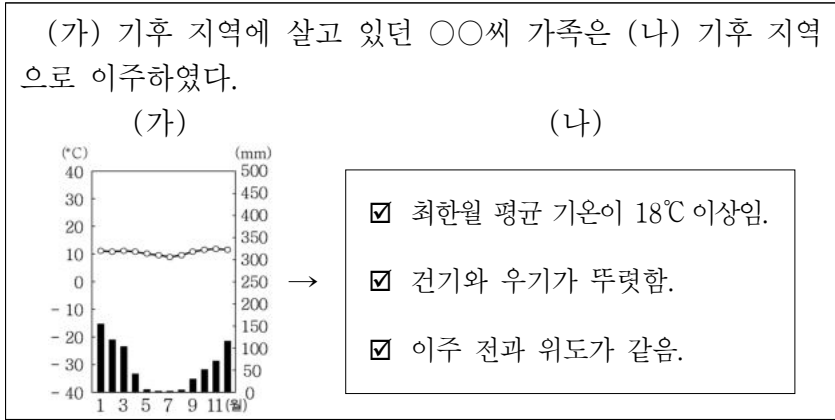 (가) 기후 지역에 살고 있던 ○○씨 가족은 (나) 기후 지역
으로 이주하였다.
(가)
(나)
(℃)
(mm)
40
30
20
10
0
- 10
- 20
- 30
- 40
500
450
400
350
300
250
200
150
100
50
0
1 3 5 7 9 11(월)
→
☑ 최한월 평균 기온이 18℃ 이상임.
☑ 건기와 우기가 뚜렷함.
☑ 이주 전과 위도가 같음.